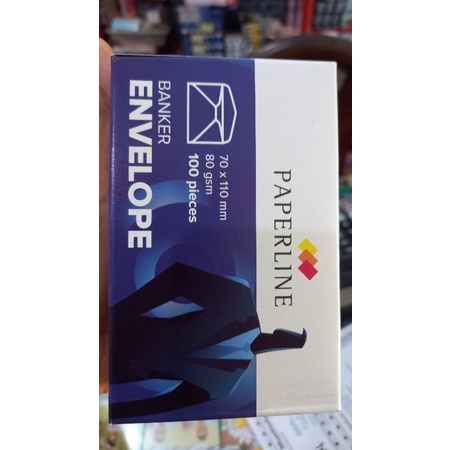 PAPERLINE
BANKER
ENVELOPE
70 x 110 mm
80 gsm
100 pieces